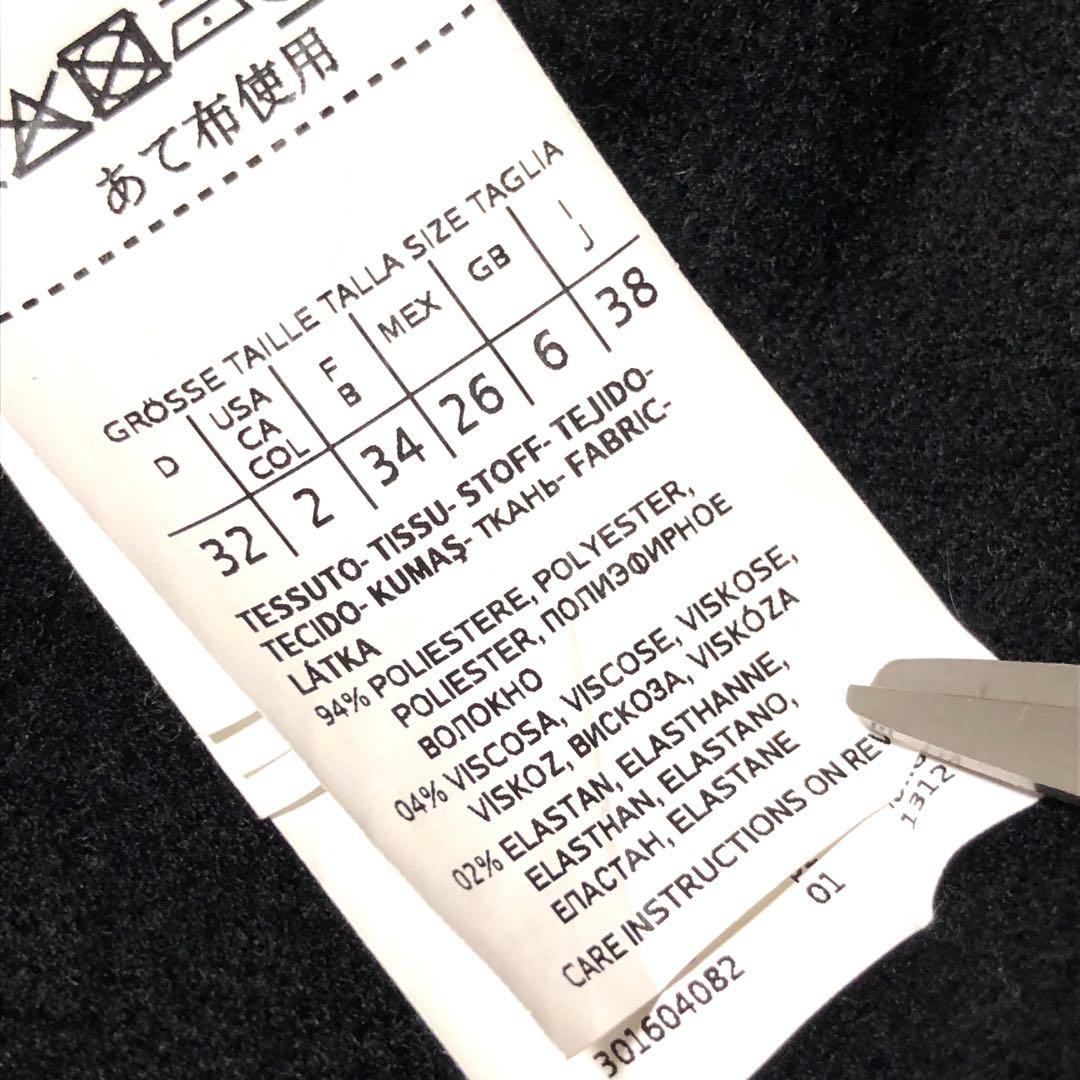 あて布使用
GRÖSSE TAILLE TALLA SIZE TAGLIA
D USA CA COL F B MEX GB I J
32 2 34 26 6 38
TESSUTO- TISSU- STOFF- TEJIDO-
TECIDO- KUMAŞ- ТКАНЬ- FABRIC-
LÁTKA
94% POLIESTERE, POLYESTER,
POLIESTER, ПОЛИЭФИРНОЕ
ВОЛОКНО
04% VISCOSA, VISCOSE, VISKOSE,
VISKOZ, ВИСКОЗА, VISKÓZA
02% ELASTAN, ELASTHANNE,
ELASTHAN, ELASTANO,
ЕПАСТАН, ELASTANE
CARE INSTRUCTIONS ON
1312
01
301604082